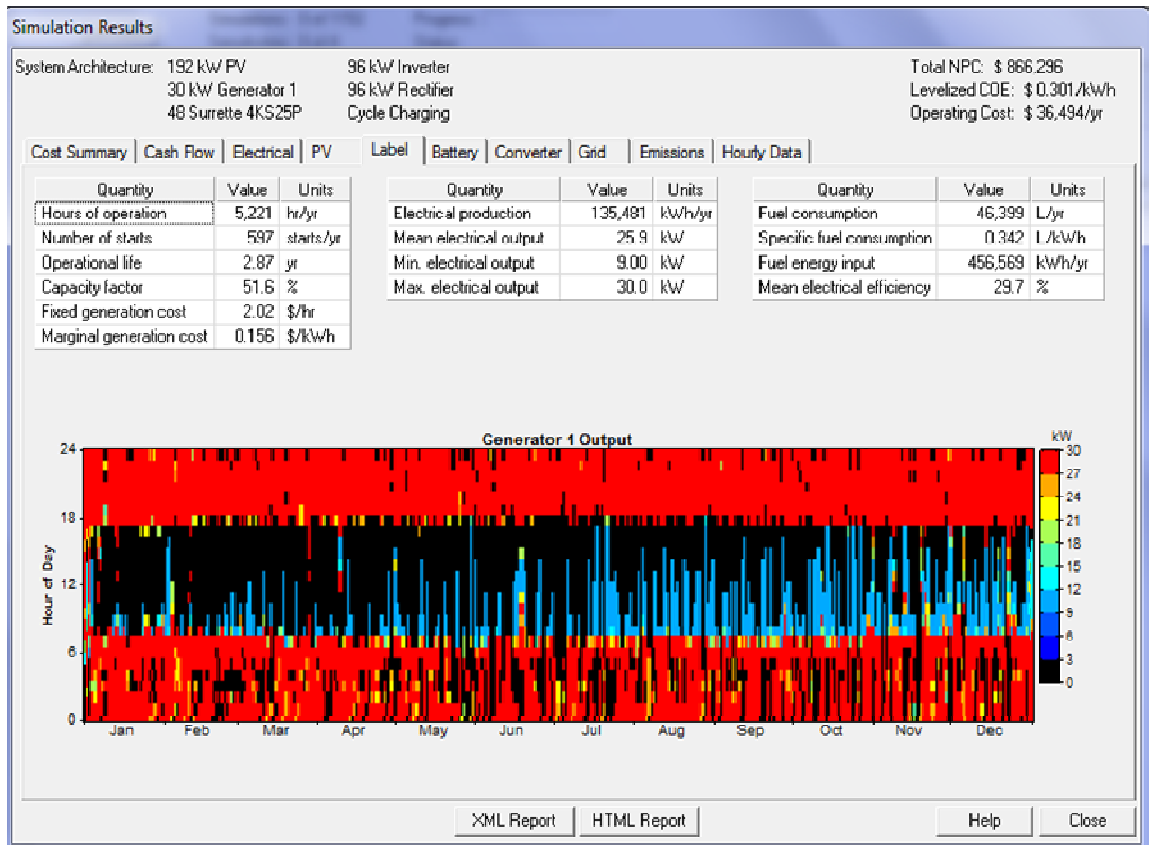 Simulation Results
System Architecture: 192 kW PV 96 kW Inverter Total NPC: $ 866,296
30 kW Generator 1 96 kW Rectifier Levelized COE: $ 0.301/kWh
48 Surrette 4KS25P Cycle Charging Operating Cost: $ 36,494/yr
Cost Summary Cash Flow Electrical PV Label Battery Converter Grid Emissions Hourly Data
Quantity Value Units Quantity Value Units Quantity Value Units
Hours of operation 5,221 hr/yr Electrical production 135,481 kWh/yr Fuel consumption 46,399 L/yr
Number of starts 597 starts/yr Mean electrical output 25.9 kW Specific fuel consumption 0.342 L/kWh
Operational life 2.87 yr Min. electrical output 9.00 kW Fuel energy input 456,569 kWh/yr
Capacity factor 51.6 % Max. electrical output 30.0 kW Mean electrical efficiency 29.7 %
Fixed generation cost 2.02 $/hr
Marginal generation cost 0.156 $/kWh
Generator 1 Output
Hour of Day
24
18
12
6
0
Jan Feb Mar Apr May Jun Jul Aug Sep Oct Nov Dec
kW
30
27
24
21
18
15
12
9
6
3
0
XML Report HTML Report Help Close